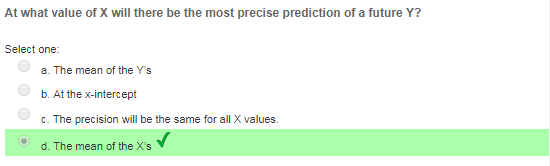 At what value of X will there be the most precise prediction of a future Y?
Select one:
a. The mean of the Y's
b. At the x-intercept
c. The precision will be the same for all X values.
d. The mean of the X's